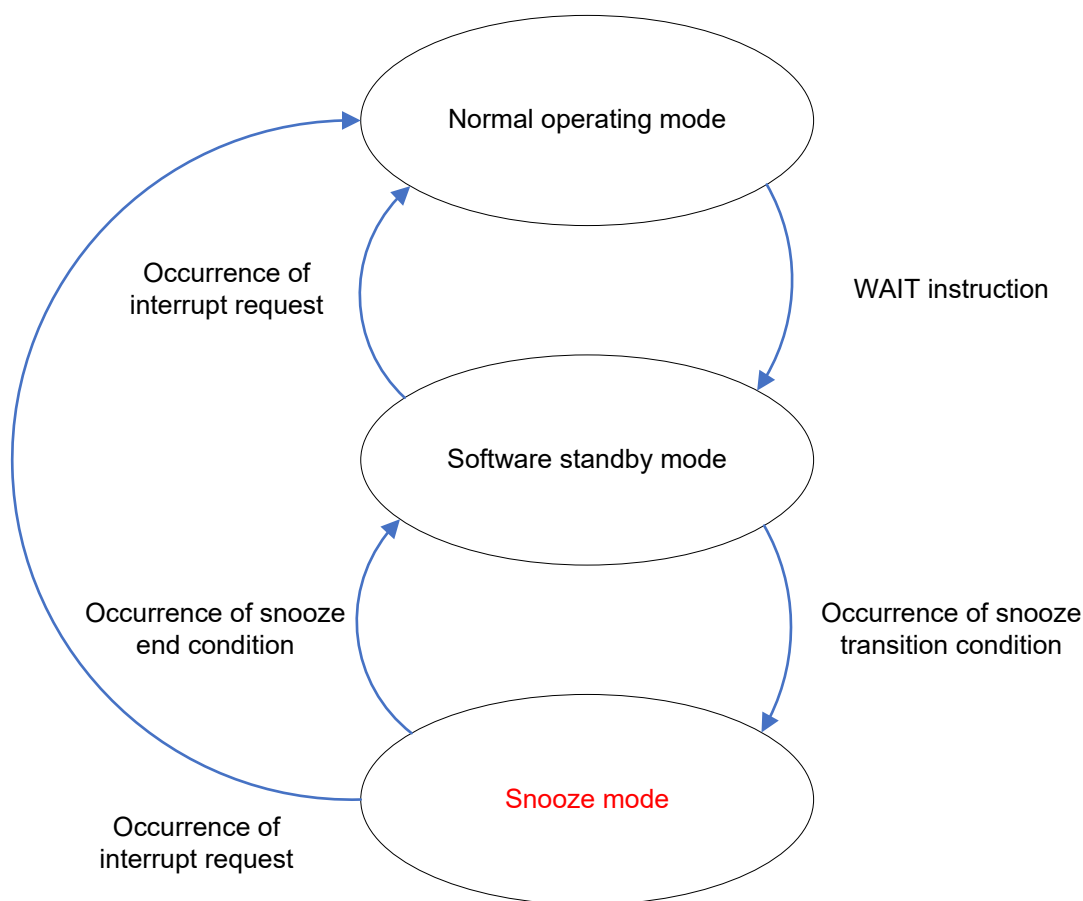 Normal operating mode
Occurrence of
interrupt request
WAIT instruction
Software standby mode
Occurrence of snooze
end condition
Occurrence of snooze
transition condition
Snooze mode
Occurrence of
interrupt request